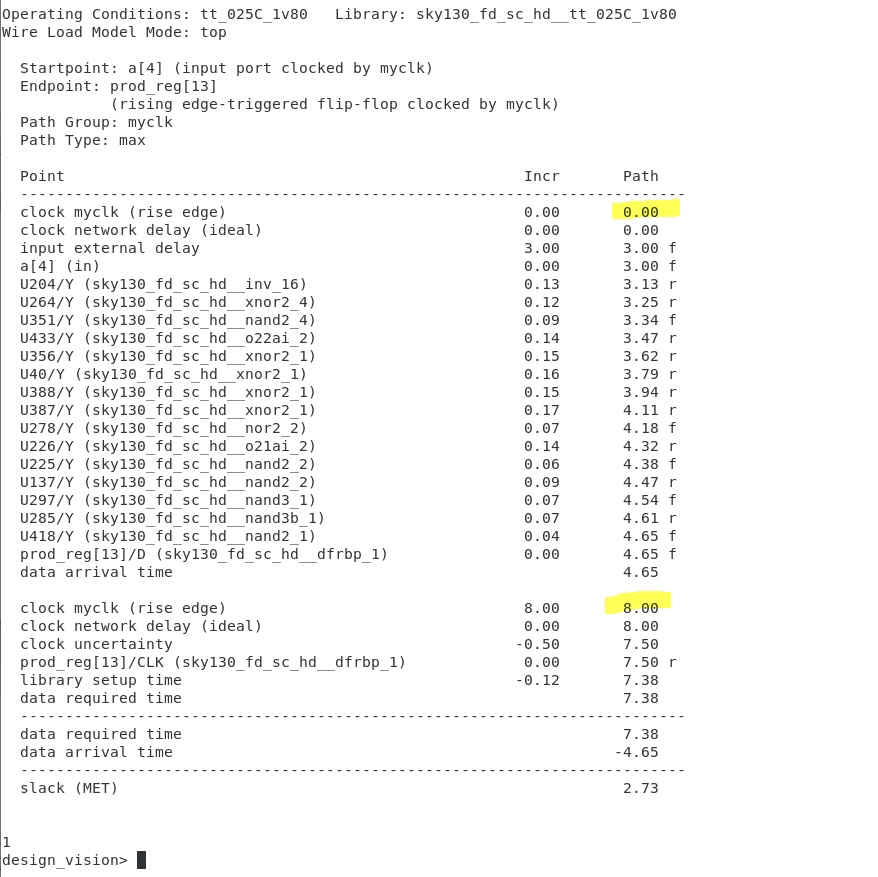 Operating Conditions: tt_025C_1v80   Library: sky130_fd_sc_hd__tt_025C_1v80
Wire Load Model Mode: top
  Startpoint: a[4] (input port clocked by myclk)
  Endpoint: prod_reg[13]
            (rising edge-triggered flip-flop clocked by myclk)
  Path Group: myclk
  Path Type: max
  Point                                                   Incr       Path
  --------------------------------------------------------------------------
  clock myclk (rise edge)                                 0.00       0.00
  clock network delay (ideal)                             0.00       0.00
  input external delay                                    3.00       3.00 f
  a[4] (in)                                               0.00       3.00 f
  U204/Y (sky130_fd_sc_hd__inv_16)                        0.13       3.13 r
  U264/Y (sky130_fd_sc_hd__xnor2_4)                       0.12       3.25 r
  U351/Y (sky130_fd_sc_hd__nand2_4)                       0.09       3.34 f
  U433/Y (sky130_fd_sc_hd__o22ai_2)                       0.14       3.47 r
  U356/Y (sky130_fd_sc_hd__xnor2_1)                       0.15       3.62 r
  U40/Y (sky130_fd_sc_hd__xnor2_1)                        0.16       3.79 r
  U388/Y (sky130_fd_sc_hd__xnor2_1)                       0.15       3.94 r
  U387/Y (sky130_fd_sc_hd__xnor2_1)                       0.17       4.11 r
  U278/Y (sky130_fd_sc_hd__nor2_2)                        0.07       4.18 f
  U226/Y (sky130_fd_sc_hd__o21ai_2)                       0.14       4.32 r
  U225/Y (sky130_fd_sc_hd__nand2_2)                       0.06       4.38 f
  U137/Y (sky130_fd_sc_hd__nand2_2)                       0.09       4.47 r
  U297/Y (sky130_fd_sc_hd__nand3_1)                       0.07       4.54 f
  U285/Y (sky130_fd_sc_hd__nand3b_1)                      0.07       4.61 r
  U418/Y (sky130_fd_sc_hd__nand2_1)                       0.04       4.65 f
  prod_reg[13]/D (sky130_fd_sc_hd__dfrbp_1)               0.00       4.65 f
  data arrival time                                                  4.65
  clock myclk (rise edge)                                 8.00       8.00
  clock network delay (ideal)                             0.00       8.00
  clock uncertainty                                      -0.50       7.50
  prod_reg[13]/CLK (sky130_fd_sc_hd__dfrbp_1)             0.00       7.50 r
  library setup time                                     -0.12       7.38
  data required time                                                 7.38
  --------------------------------------------------------------------------
  data required time                                                 7.38
  data arrival time                                                 -4.65
  --------------------------------------------------------------------------
  slack (MET)                                                        2.73
1
design_vision>